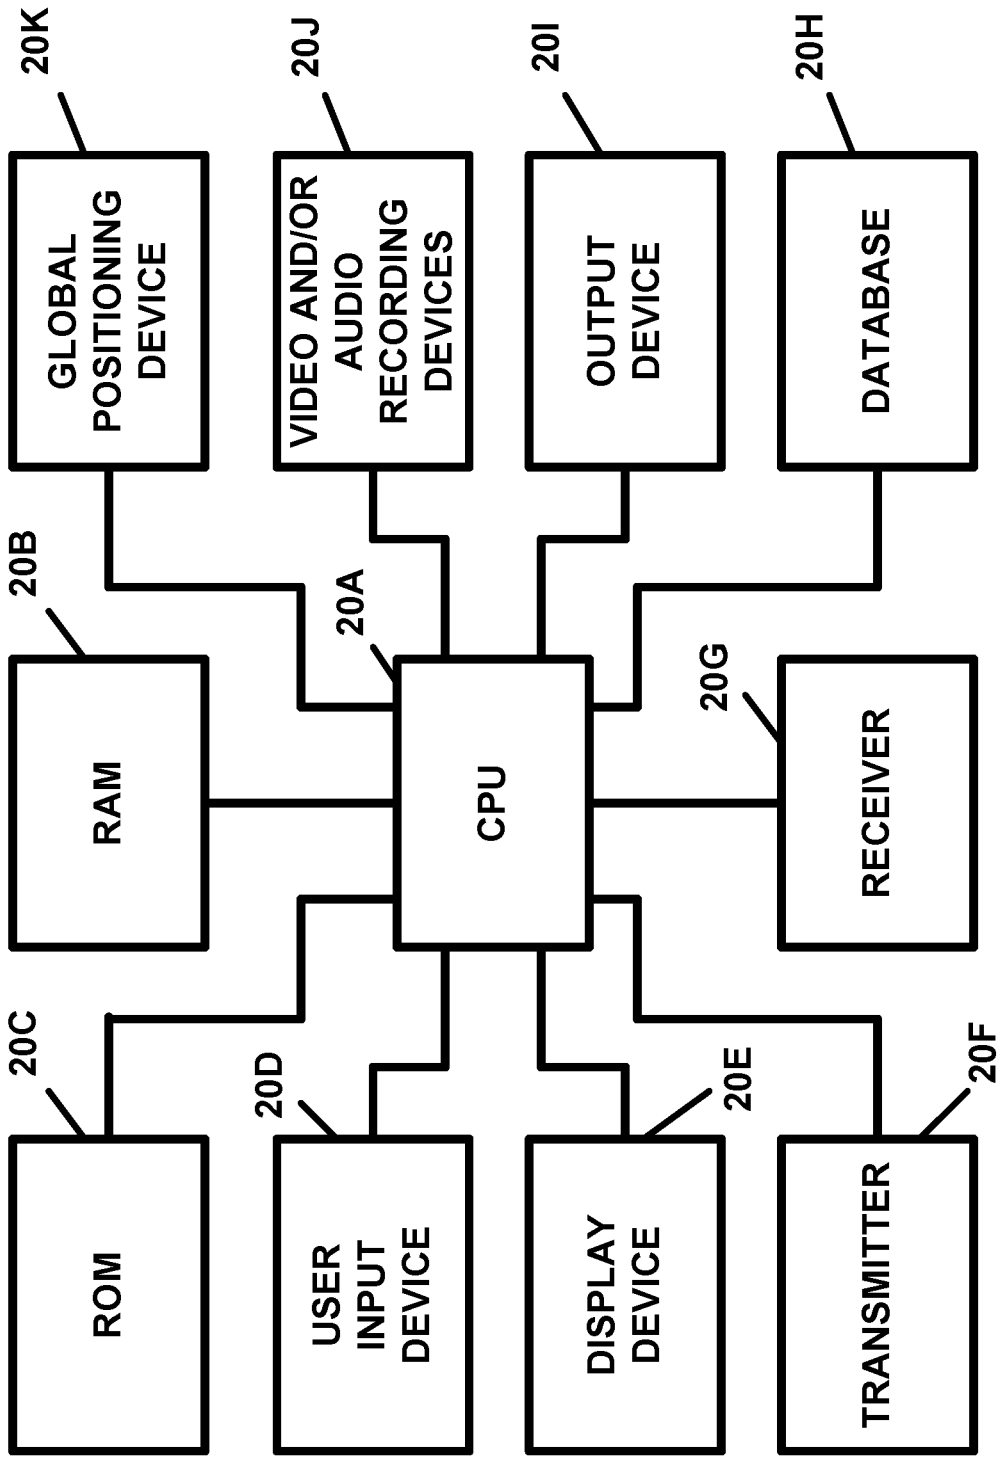 20C
ROM
20B
RAM
20K
GLOBAL
POSITIONING
DEVICE
20D
USER
INPUT
DEVICE
20A
CPU
20J
VIDEO AND/OR
AUDIO
RECORDING
DEVICES
DISPLAY
DEVICE
20E
20I
OUTPUT
DEVICE
TRANSMITTER
20F
20G
RECEIVER
20H
DATABASE